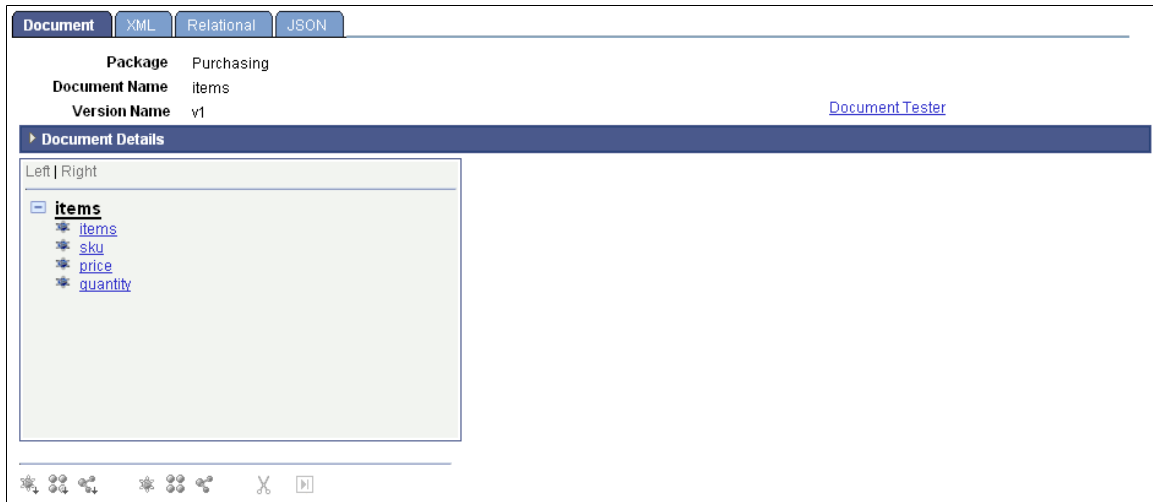 Document XML Relational JSON
Package Purchasing
Document Name items
Version Name v1
Document Tester
Document Details
Left | Right
items
items
sku
price
quantity